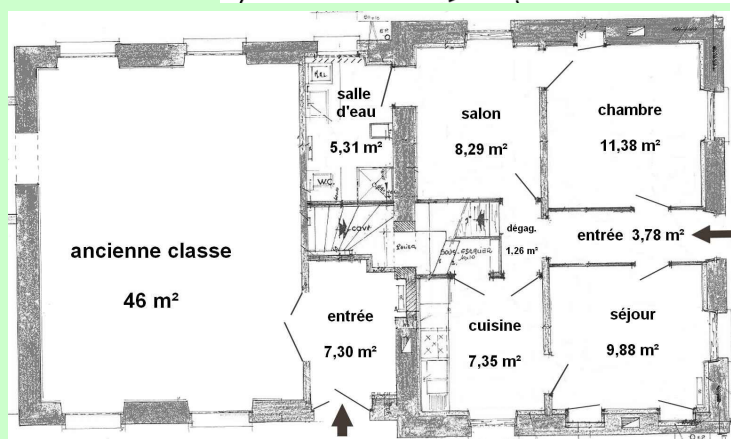 salle
d'eau
5,31 m²
salon
8,29 m²
chambre
11,38 m²
W.C.
cave
dégag.
1,26 m²
entrée 3,78 m²
ancienne classe
46 m²
entrée
7,30 m²
cuisine
7,35 m²
séjour
9,88 m²